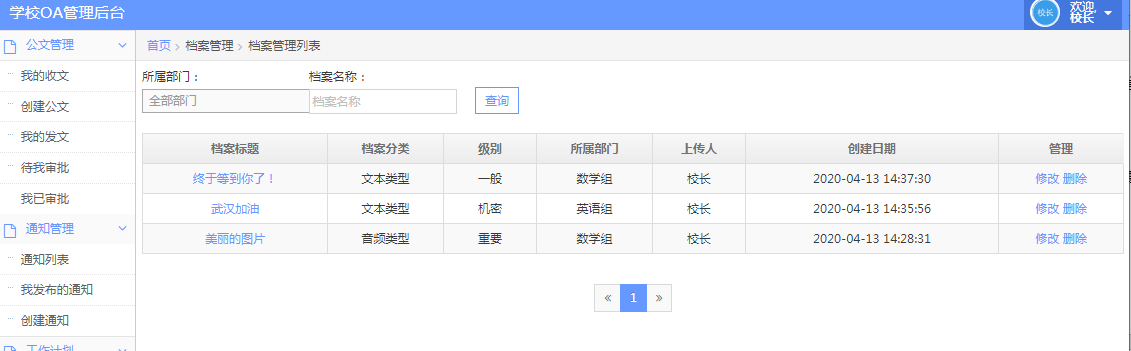 学校OA管理后台
校长
欢迎,
校长
公文管理
我的收文
创建公文
我的发文
待我审批
我已审批
通知管理
通知列表
我发布的通知
创建通知
工作计划
首页 > 档案管理 > 档案管理列表
所属部门： 档案名称：
全部部门 档案名称 查询
档案标题 档案分类 级别 所属部门 上传人 创建日期 管理
终于等到你了！ 文本类型 一般 数学组 校长 2020-04-13 14:37:30 修改 删除
武汉加油 文本类型 机密 英语组 校长 2020-04-13 14:35:56 修改 删除
美丽的图片 音频类型 重要 数学组 校长 2020-04-13 14:28:31 修改 删除
« 1 »